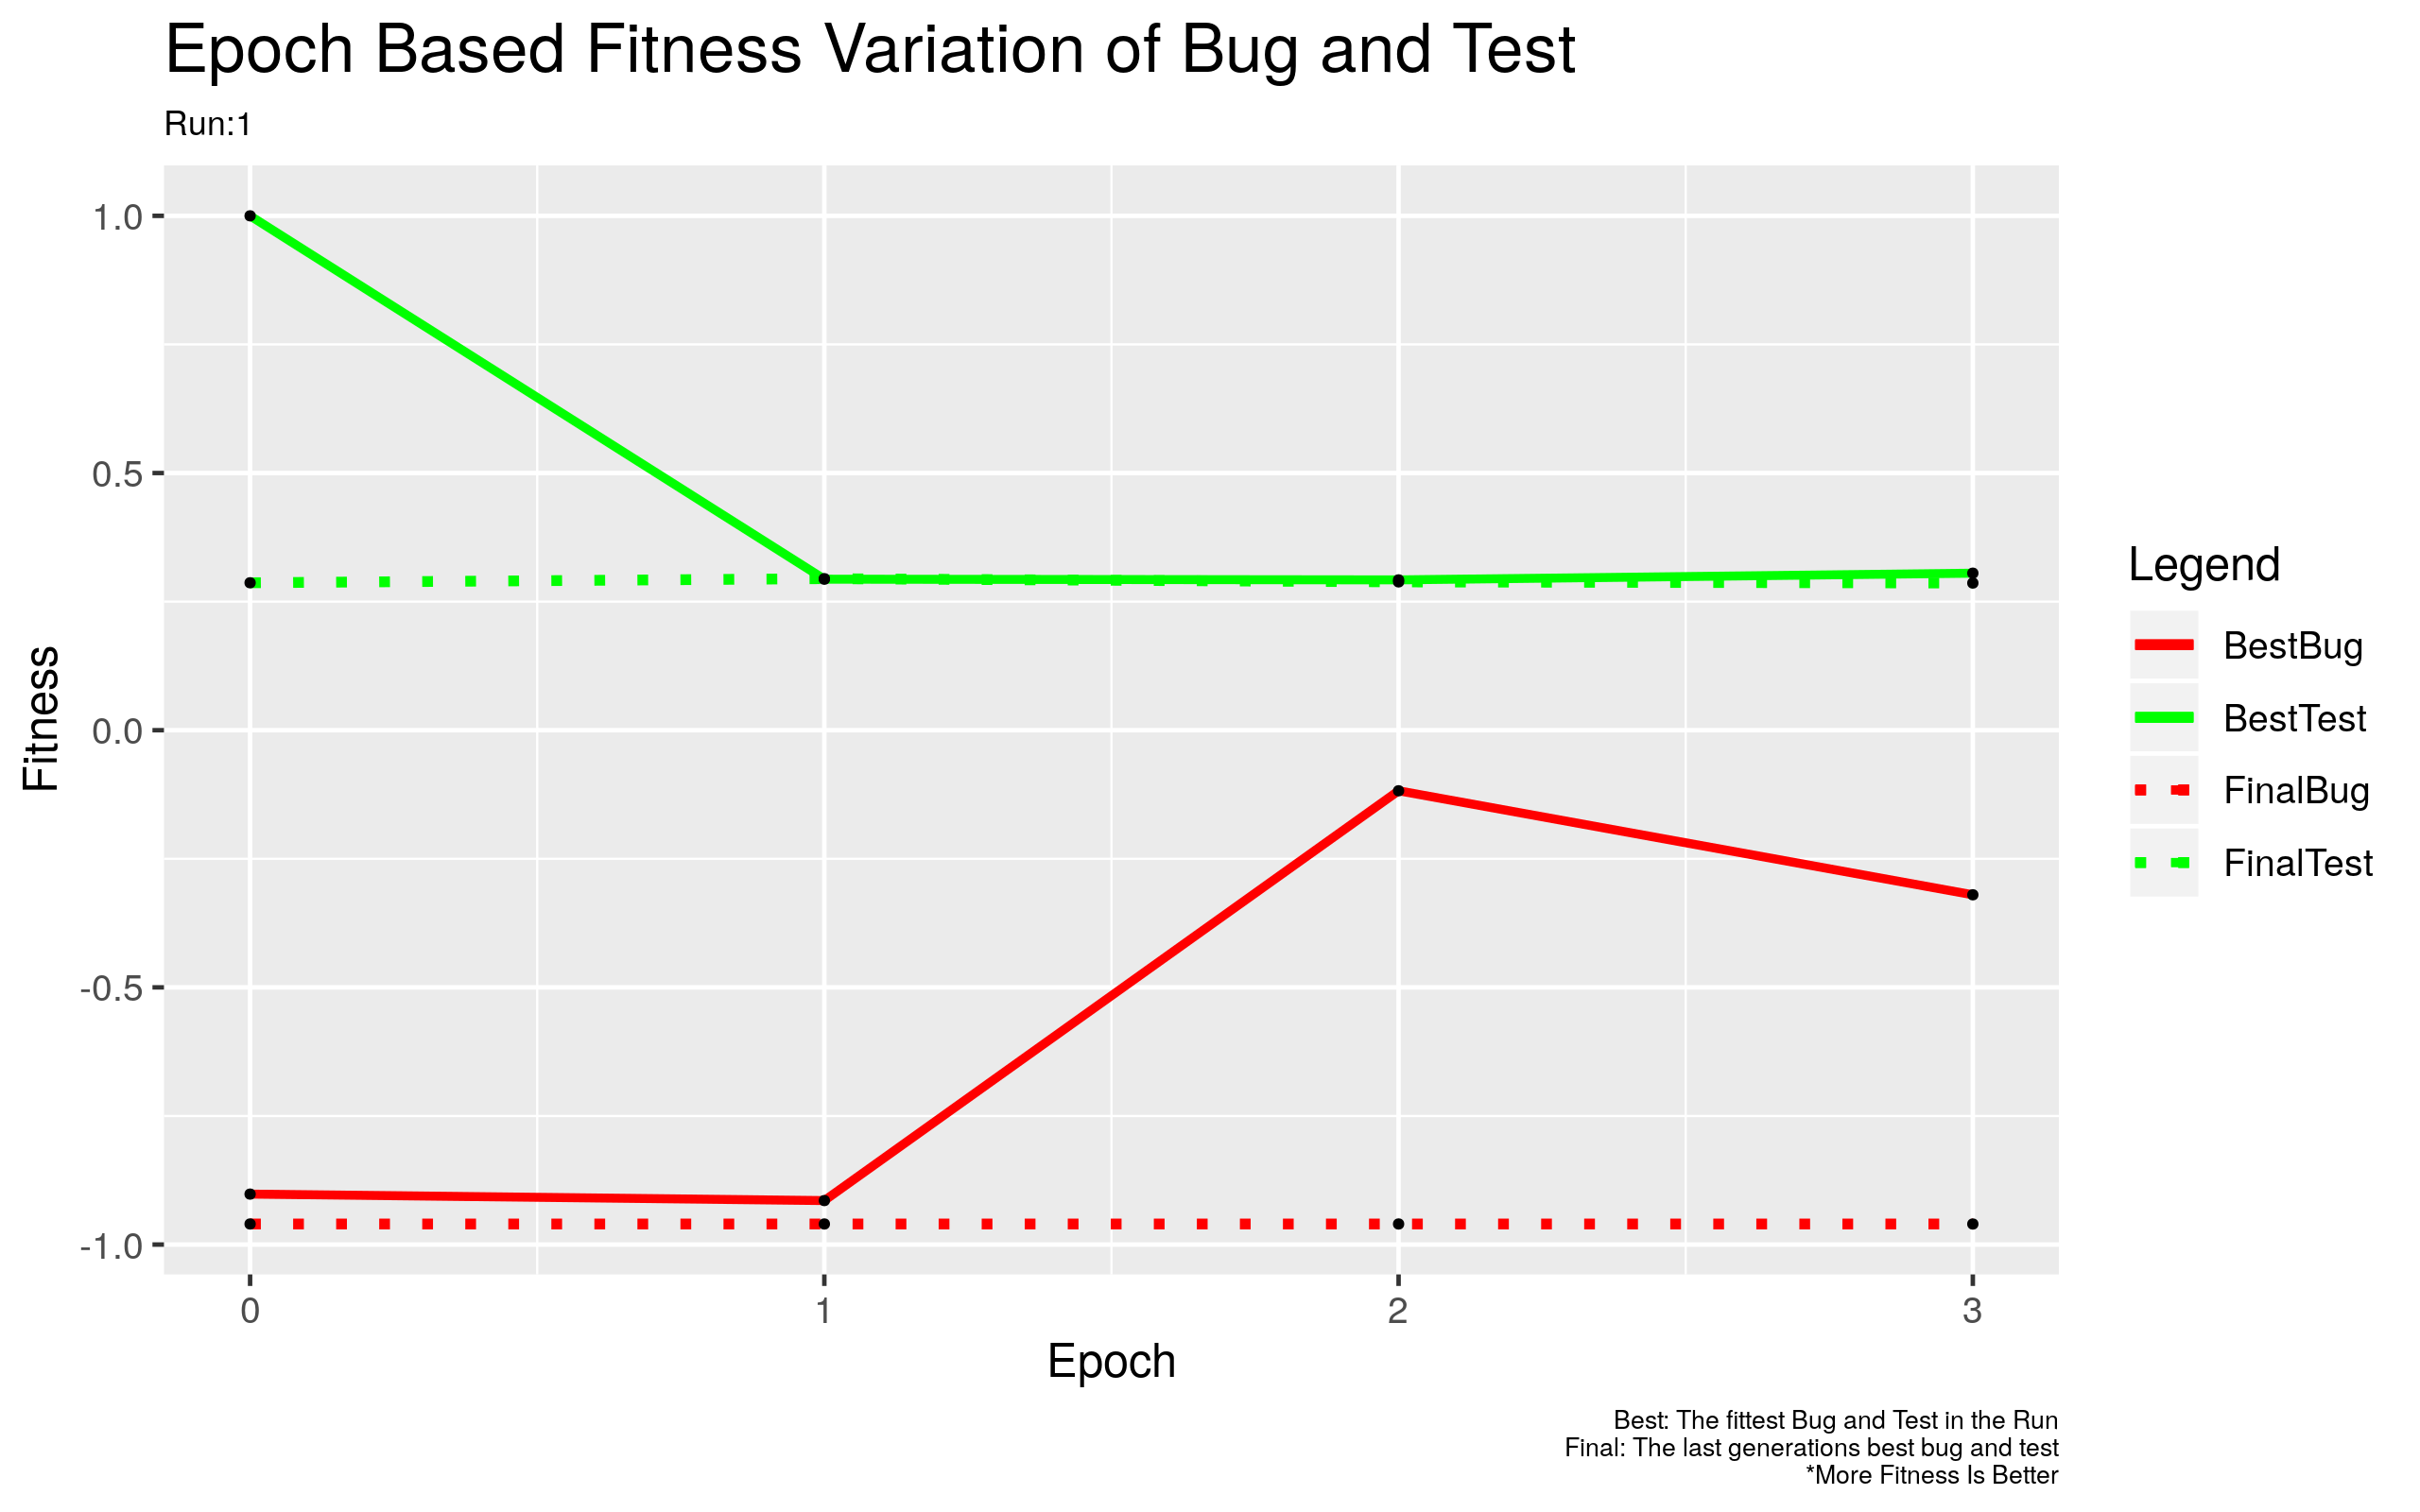 Epoch Based Fitness Variation of Bug and Test
Run:1
Fitness
1.0
0.5
0.0
-0.5
-1.0
0
1
2
3
Epoch
Legend
BestBug
BestTest
FinalBug
FinalTest
Best: The fittest Bug and Test in the Run
Final: The last generations best bug and test
*More Fitness Is Better